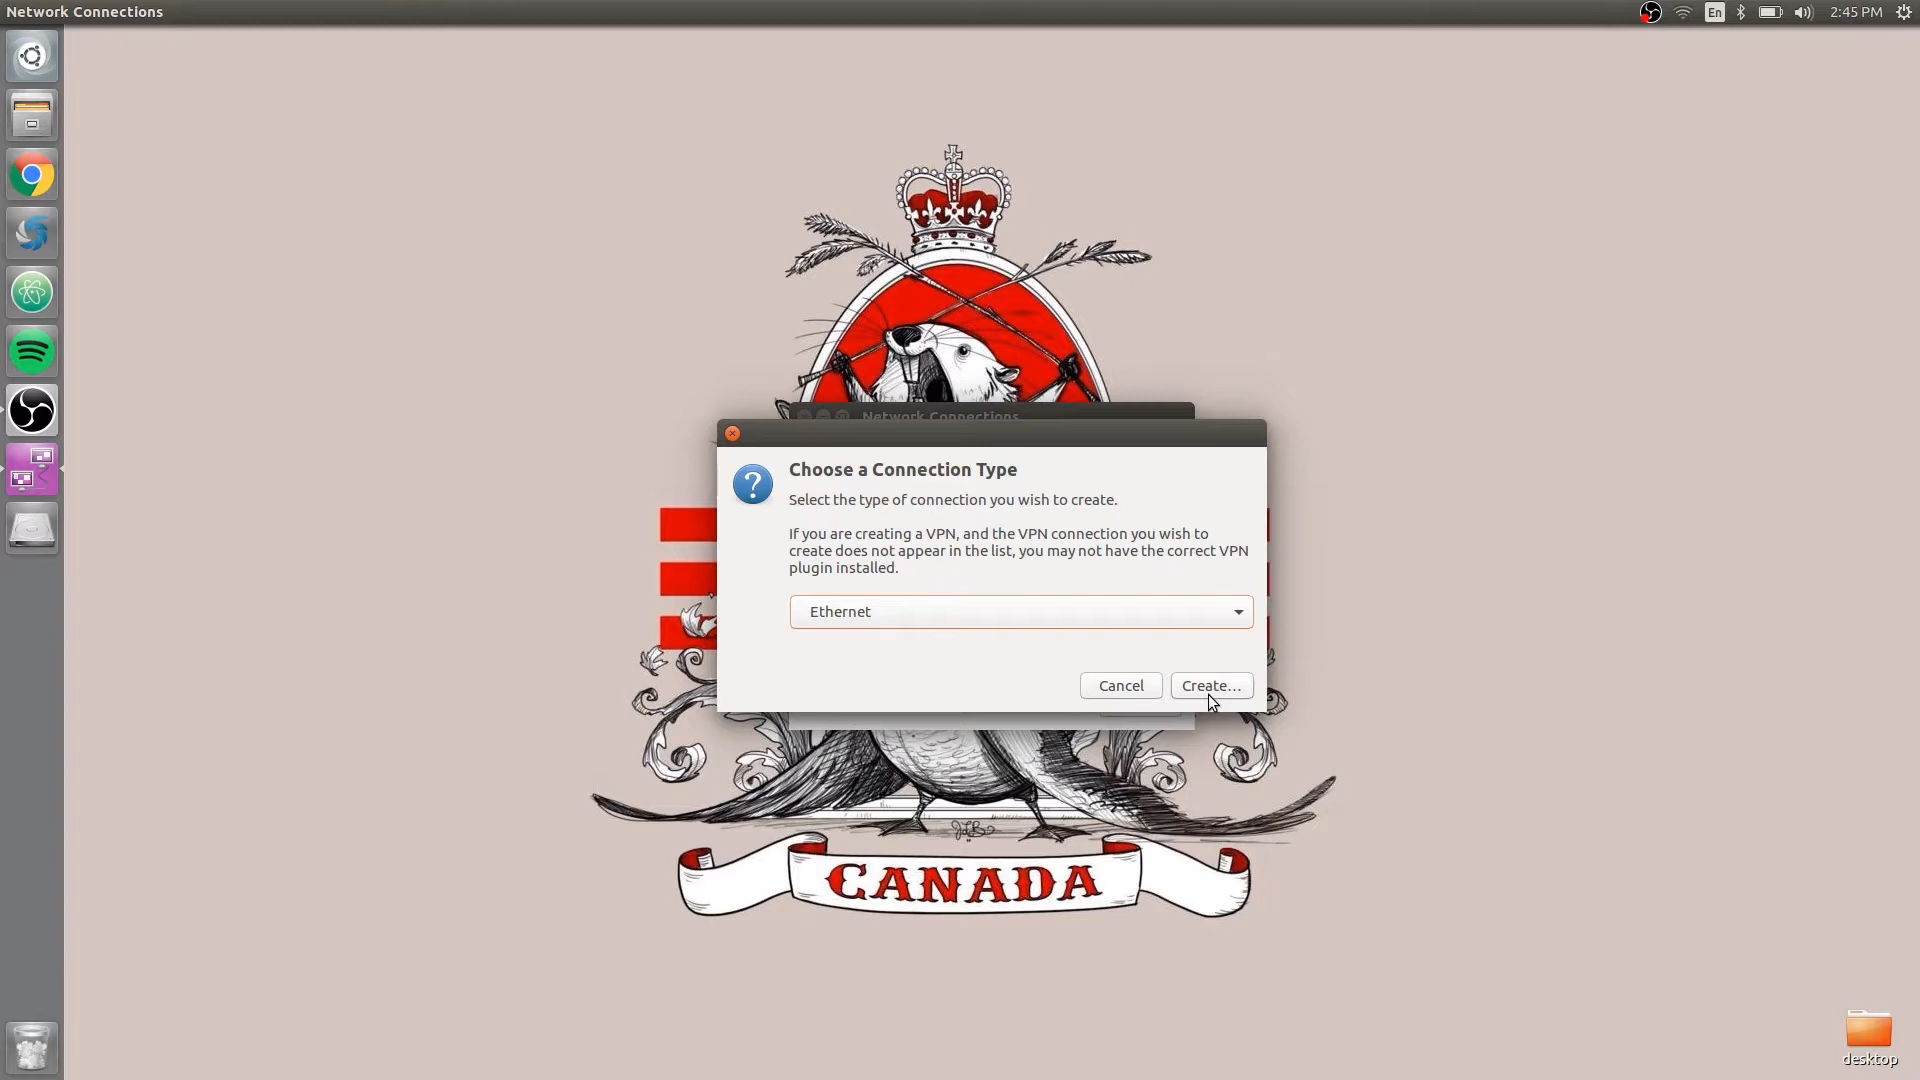 Network Connections
En
2:45 PM
Network Connections
Choose a Connection Type
Select the type of connection you wish to create.
If you are creating a VPN, and the VPN connection you wish to
create does not appear in the list, you may not have the correct VPN
plugin installed.
Ethernet
Cancel
Create…
CANADA
desktop